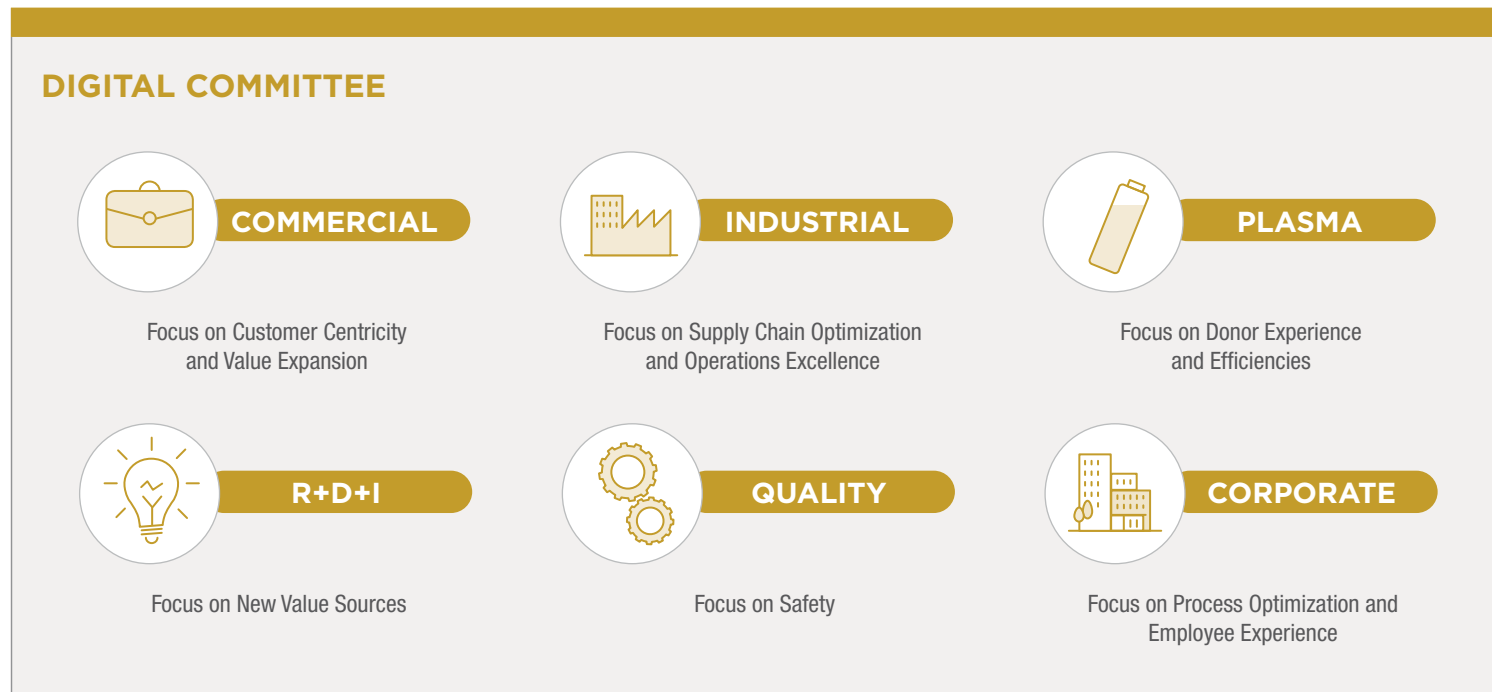 DIGITAL COMMITTEE
COMMERCIAL
Focus on Customer Centricity
and Value Expansion
INDUSTRIAL
Focus on Supply Chain Optimization
and Operations Excellence
PLASMA
Focus on Donor Experience
and Efficiencies
R+D+I
Focus on New Value Sources
QUALITY
Focus on Safety
CORPORATE
Focus on Process Optimization and
Employee Experience